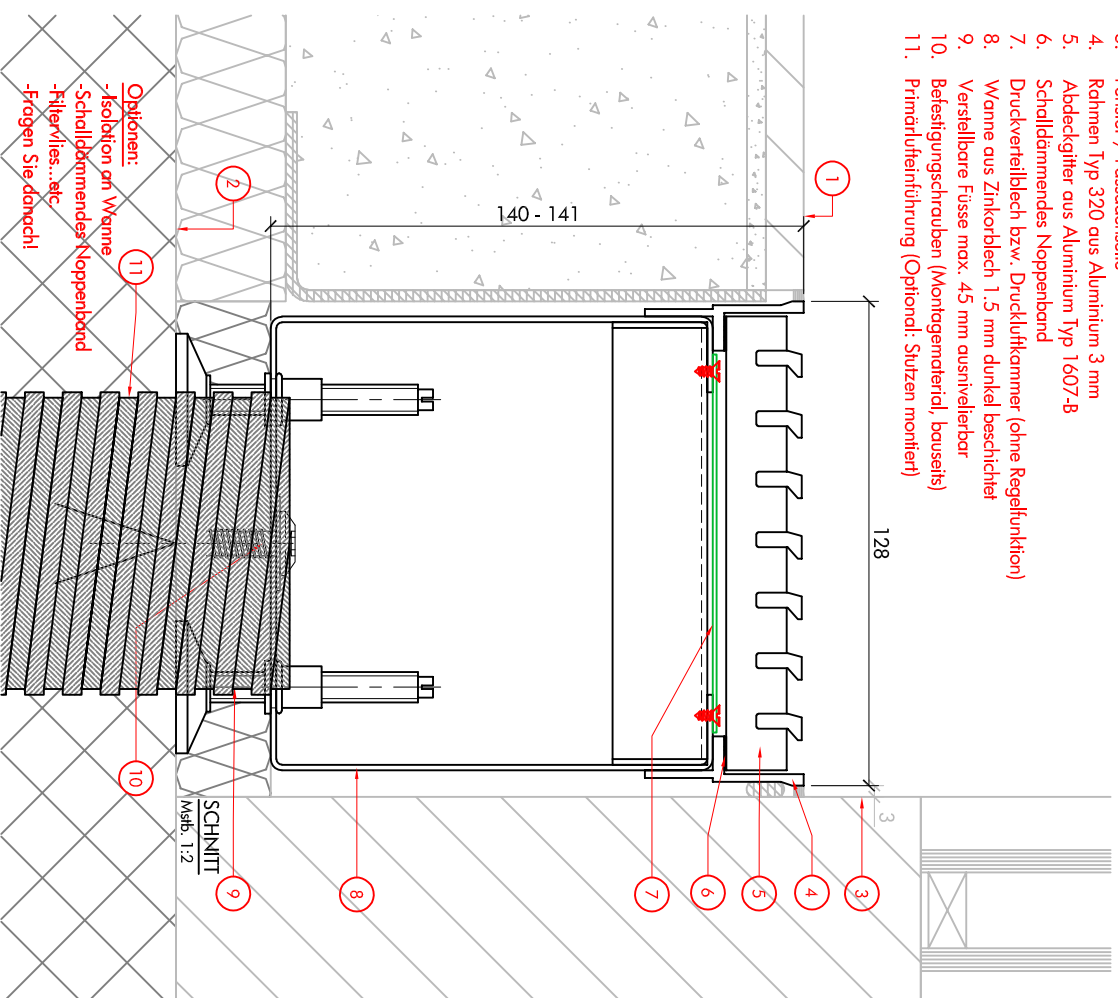 4. Rahmen Typ 320 aus Aluminium 3 mm
5. Abdeckgitter aus Aluminium Typ 1607-B
6. Schalldämmendes Noppenband
7. Druckverteilblech bzw. Druckluftkammer (ohne Regelfunktion)
8. Wanne aus Zinkorblech 1.5 mm dunkel beschichtet
9. Verstellbare Füsse max. 45 mm ausnivelierbar
10. Befestigungschrauben (Montagematerial, bauseits)
11. Primärlufteinführung (Optional: Stutzen montiert)
1
2
140 - 141
128
3
3
4
5
6
7
8
9
10
11
SCHNITT
Mstb. 1:2
Optionen:
-Isolation an Wanne
-Schalldämmendes Noppenband
-Filtervlies...etc.
-Fragen Sie danach!